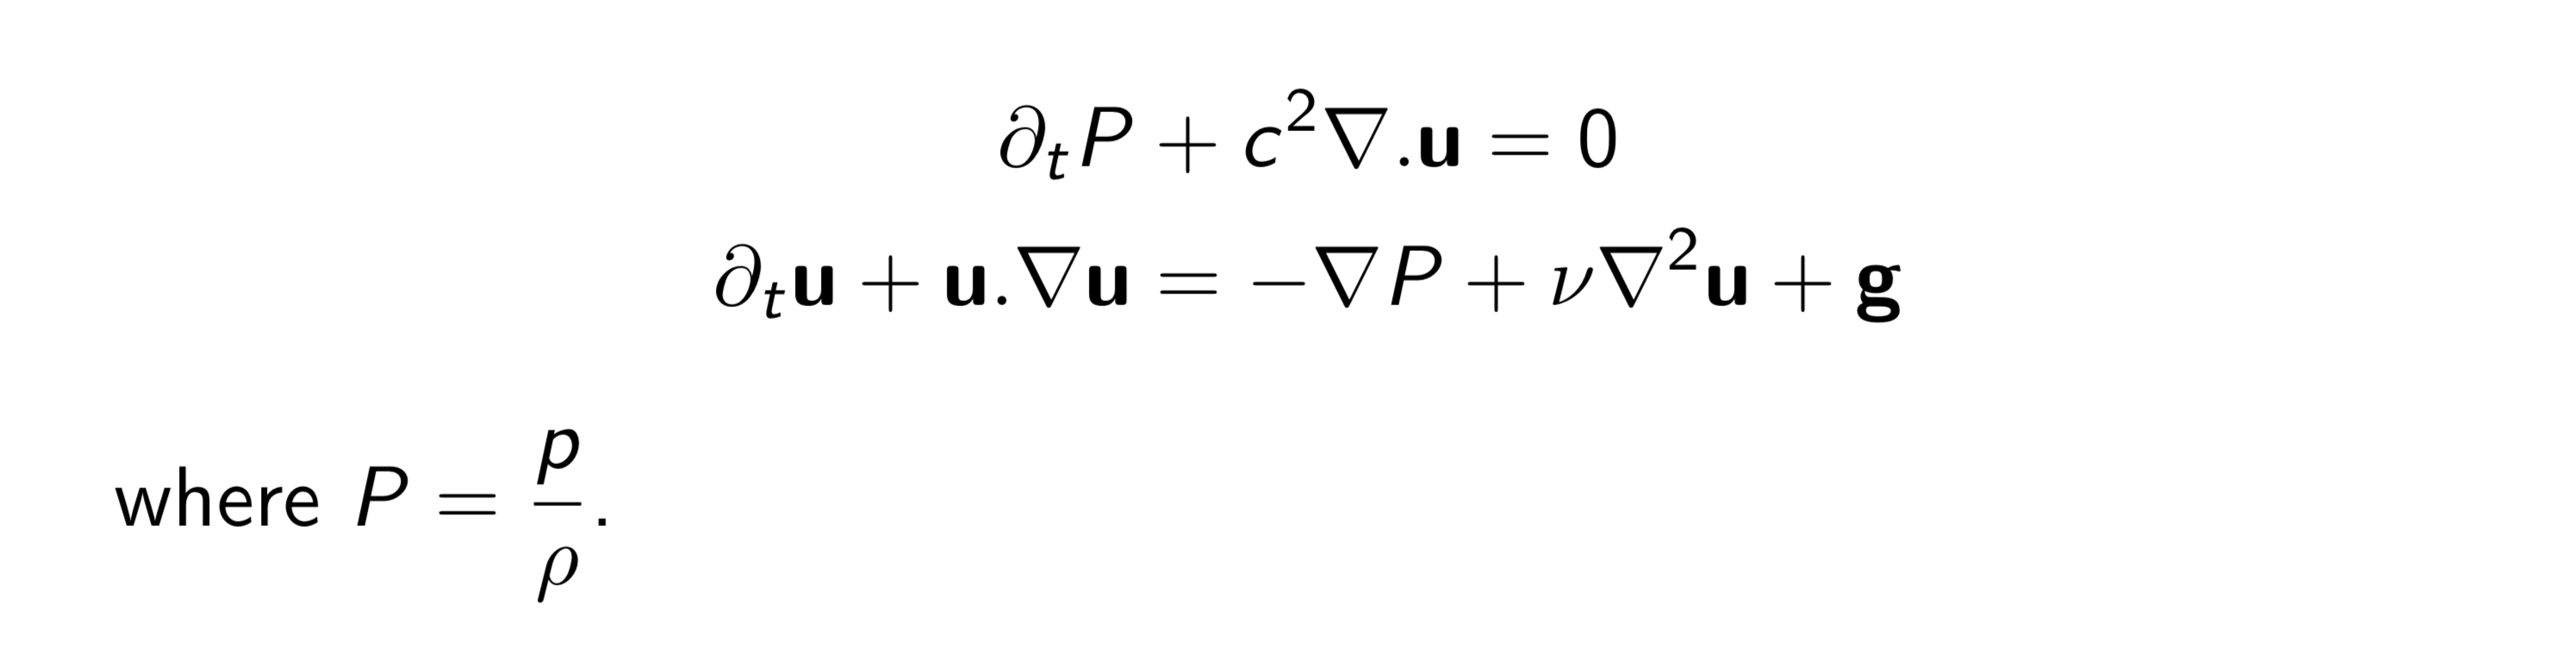 ∂ₜP + c²∇.𝐮 = 0
∂ₜ𝐮 + 𝐮.∇𝐮 = −∇P + ν∇²𝐮 + 𝐠
where P = p/ρ.